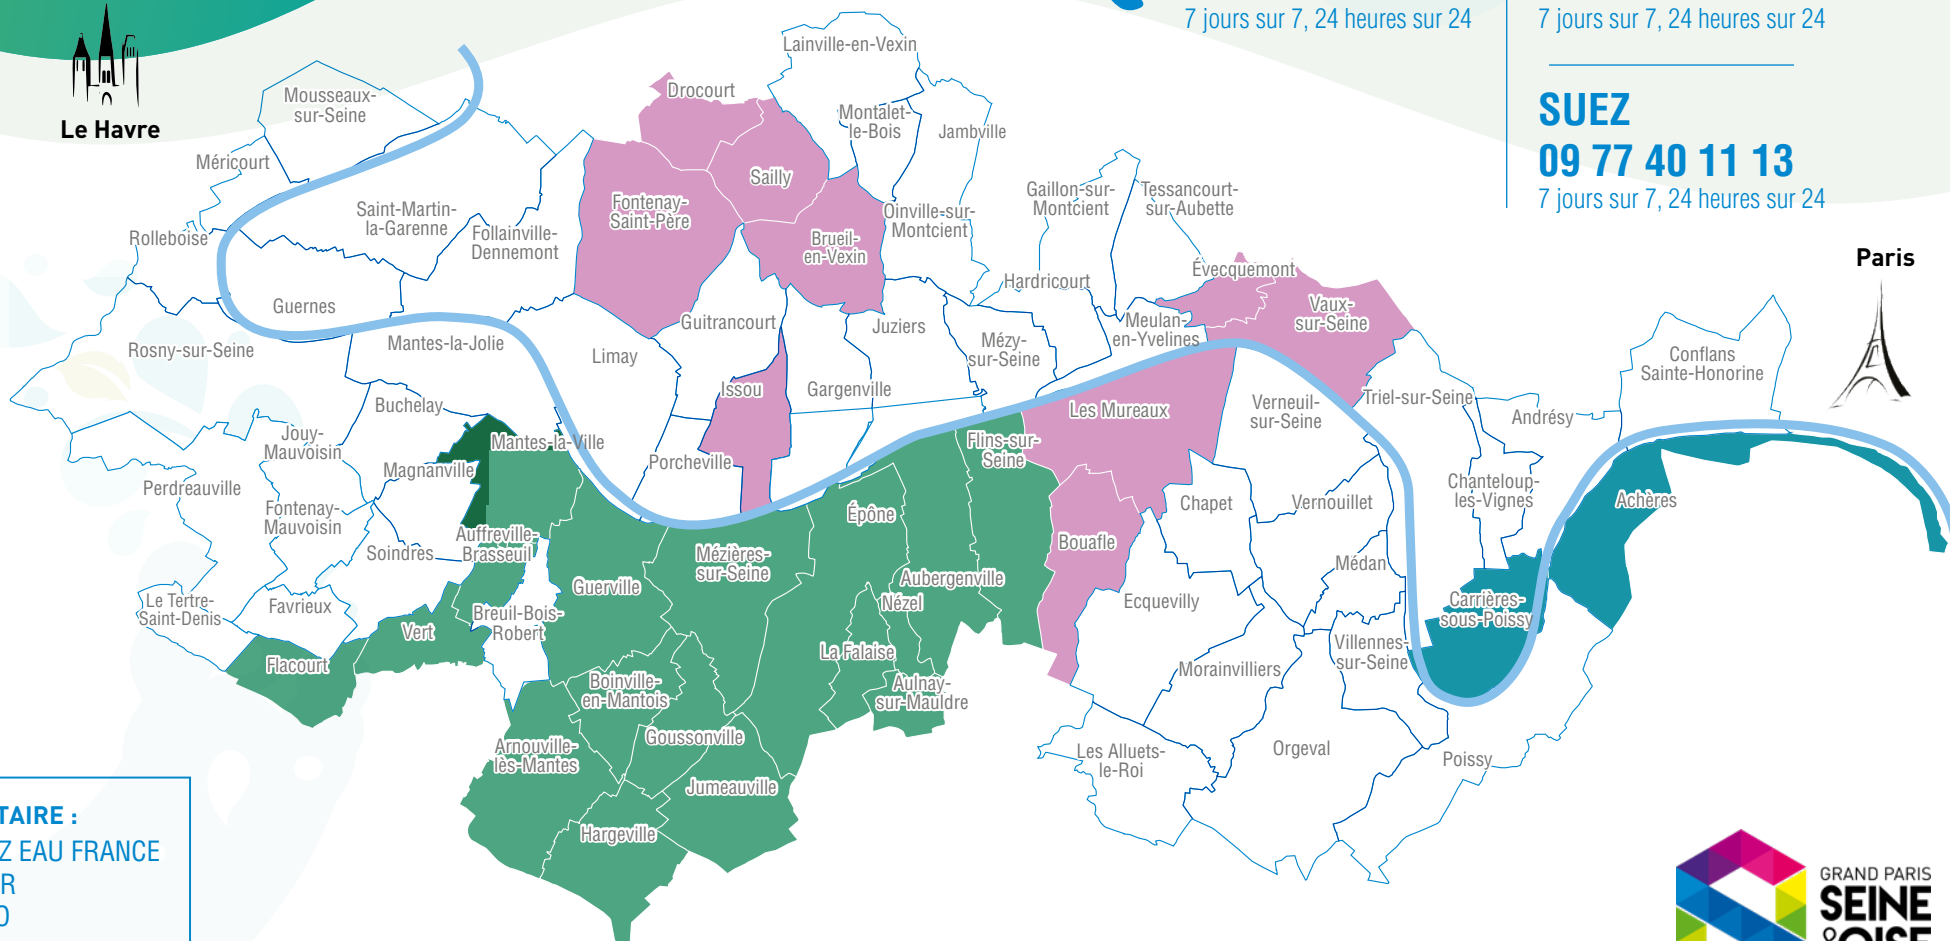 7 jours sur 7, 24 heures sur 24
7 jours sur 7, 24 heures sur 24
SUEZ
09 77 40 11 13
7 jours sur 7, 24 heures sur 24
Le Havre
Paris
Lainville-en-Vexin
Drocourt
Mousseaux-
sur-Seine
Montalet-
le-Bois
Jambville
Méricourt
Sailly
Fontenay-
Saint-Père
Gaillon-sur-
Montcient
Tessancourt-
sur-Aubette
Saint-Martin-
la-Garenne
Oinville-sur-
Montcient
Rolleboise
Follainville-
Dennemont
Brueil-
en-Vexin
Évecquemont
Hardricourt
Guernes
Vaux-
sur-Seine
Guitrancourt
Juziers
Meulan-
en-Yvelines
Rosny-sur-Seine
Mantes-la-Jolie
Limay
Mézy-
sur-Seine
Conflans
Sainte-Honorine
Issou
Gargenville
Triel-sur-Seine
Buchelay
Les Mureaux
Verneuil-
sur-Seine
Andrésy
Jouy-
Mauvoisin
Mantes-la-Ville
Flins-sur-
Seine
Magnanville
Porcheville
Perdreauville
Chanteloup-
les-Vignes
Fontenay-
Mauvoisin
Épône
Chapet
Vernouillet
Achères
Auffreville-
Brasseuil
Soindres
Mézières-
sur-Seine
Bouafle
Médan
Guerville
Aubergenville
Le Tertre-
Saint-Denis
Favrieux
Nézel
Ecquevilly
Carrières-
sous-Poissy
Breuil-Bois-
Robert
Vert
La Falaise
Villennes-
sur-Seine
Flacourt
Morainvilliers
Boinville-
en-Mantois
Aulnay-
sur-Mauldre
Arnouville-
lès-Mantes
Goussonville
Les Alluets-
le-Roi
Orgeval
Poissy
Jumeauville
Hargeville
TAIRE :
Z EAU FRANCE
R
O
GRAND PARIS
SEINE
&OISE